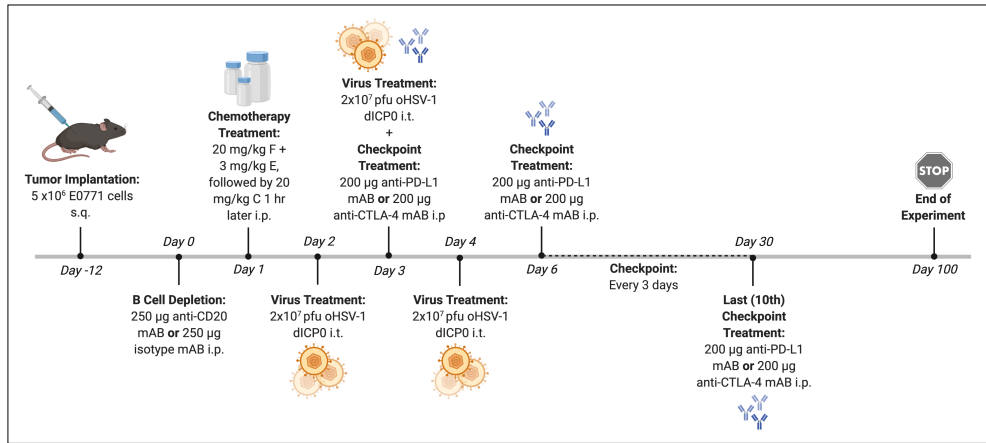 Tumor Implantation:
5 x10⁶ E0771 cells
s.q.
Day -12
Day 0
B Cell Depletion:
250 µg anti-CD20
mAB or 250 µg
isotype mAB i.p.
Chemotherapy
Treatment:
20 mg/kg F +
3 mg/kg E,
followed by 20
mg/kg C 1 hr
later i.p.
Day 1
Day 2
Virus Treatment:
2x10⁷ pfu oHSV-1
dICP0 i.t.
Virus Treatment:
2x10⁷ pfu oHSV-1
dICP0 i.t.
+
Checkpoint
Treatment:
200 µg anti-PD-L1
mAB or 200 µg
anti-CTLA-4 mAB i.p
Day 3
Day 4
Virus Treatment:
2x10⁷ pfu oHSV-1
dICP0 i.t.
Checkpoint
Treatment:
200 µg anti-PD-L1
mAB or 200 µg
anti-CTLA-4 mAB i.p.
Day 6
Checkpoint:
Every 3 days
Day 30
Last (10th)
Checkpoint
Treatment:
200 µg anti-PD-L1
mAB or 200 µg
anti-CTLA-4 mAB i.p.
STOP
End of
Experiment
Day 100